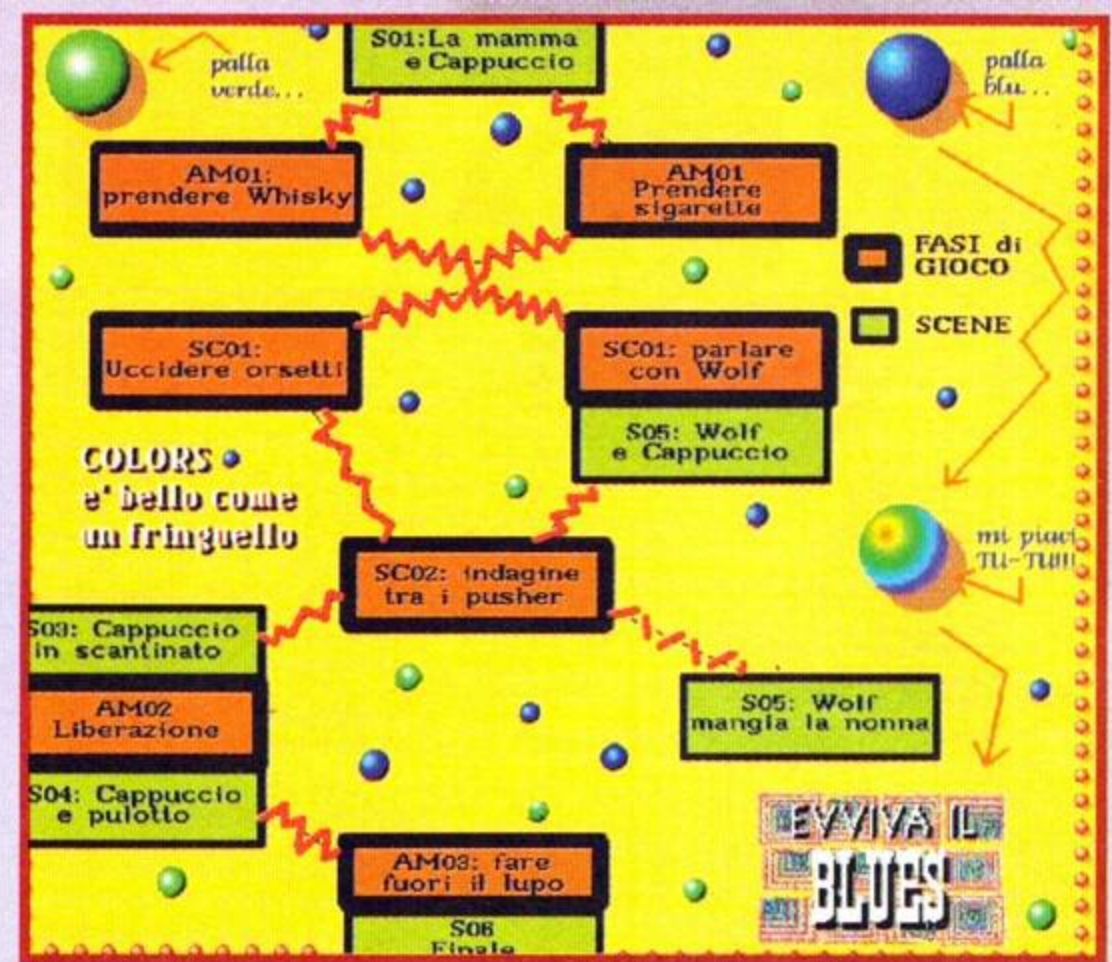 S01:La mamma
e Cappuccio
palla
verde...
palla
blu...
AM01:
prendere Whisky
AM01
Prendere
sigarette
FASI di
GIOCO
SCENE
SC01:
Uccidere orsetti
SC01: parlare
con Wolf
S05: Wolf
e Cappuccio
COLORS
e' bello come
un fringuello
SC02: indagine
tra i pusher
mi piaci
TU-TU!!!
S03: Cappuccio
in scantinato
AM02
Liberazione
S04: Cappuccio
e pulotto
S05: Wolf
mangia la nonna
AM03: fare
fuori il lupo
S06
Finale
EVVIVA IL
BLUES